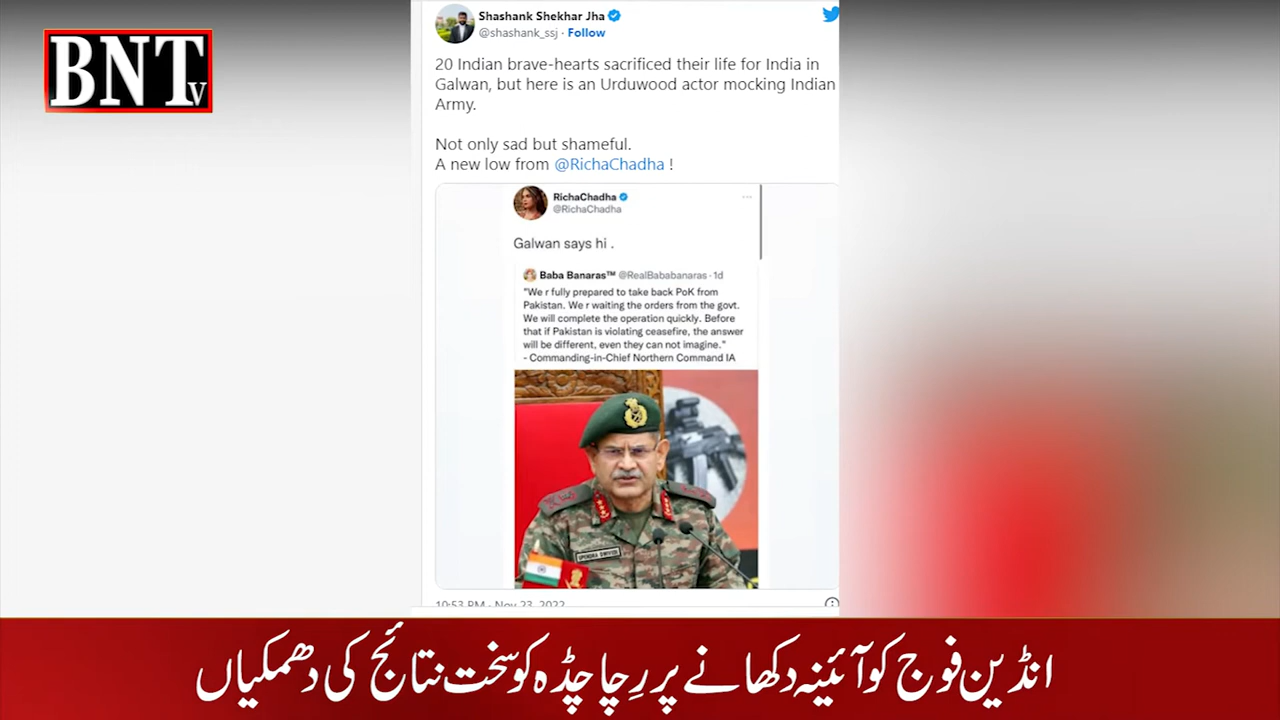 BNTv
Shashank Shekhar Jha
@shashank_ssj · Follow
20 Indian brave-hearts sacrificed their life for India in
Galwan, but here is an Urduwood actor mocking Indian
Army.
Not only sad but shameful.
A new low from @RichaChadha !
RichaChadha
@RichaChadha
Galwan says hi .
Baba Banaras™ @RealBababanaras · 1d
"We r fully prepared to take back PoK from
Pakistan. We r waiting the orders from the govt.
We will complete the operation quickly. Before
that if Pakistan is violating ceasefire, the answer
will be different, even they can not imagine."
- Commanding-in-Chief Northern Command IA
UPENDRA DWIVEDI
10:53 PM · Nov 23, 2022
انڈین فوج کو آئینہ دکھانے پر رِچا چڈہ کو سخت نتائج کی دھمکیاں